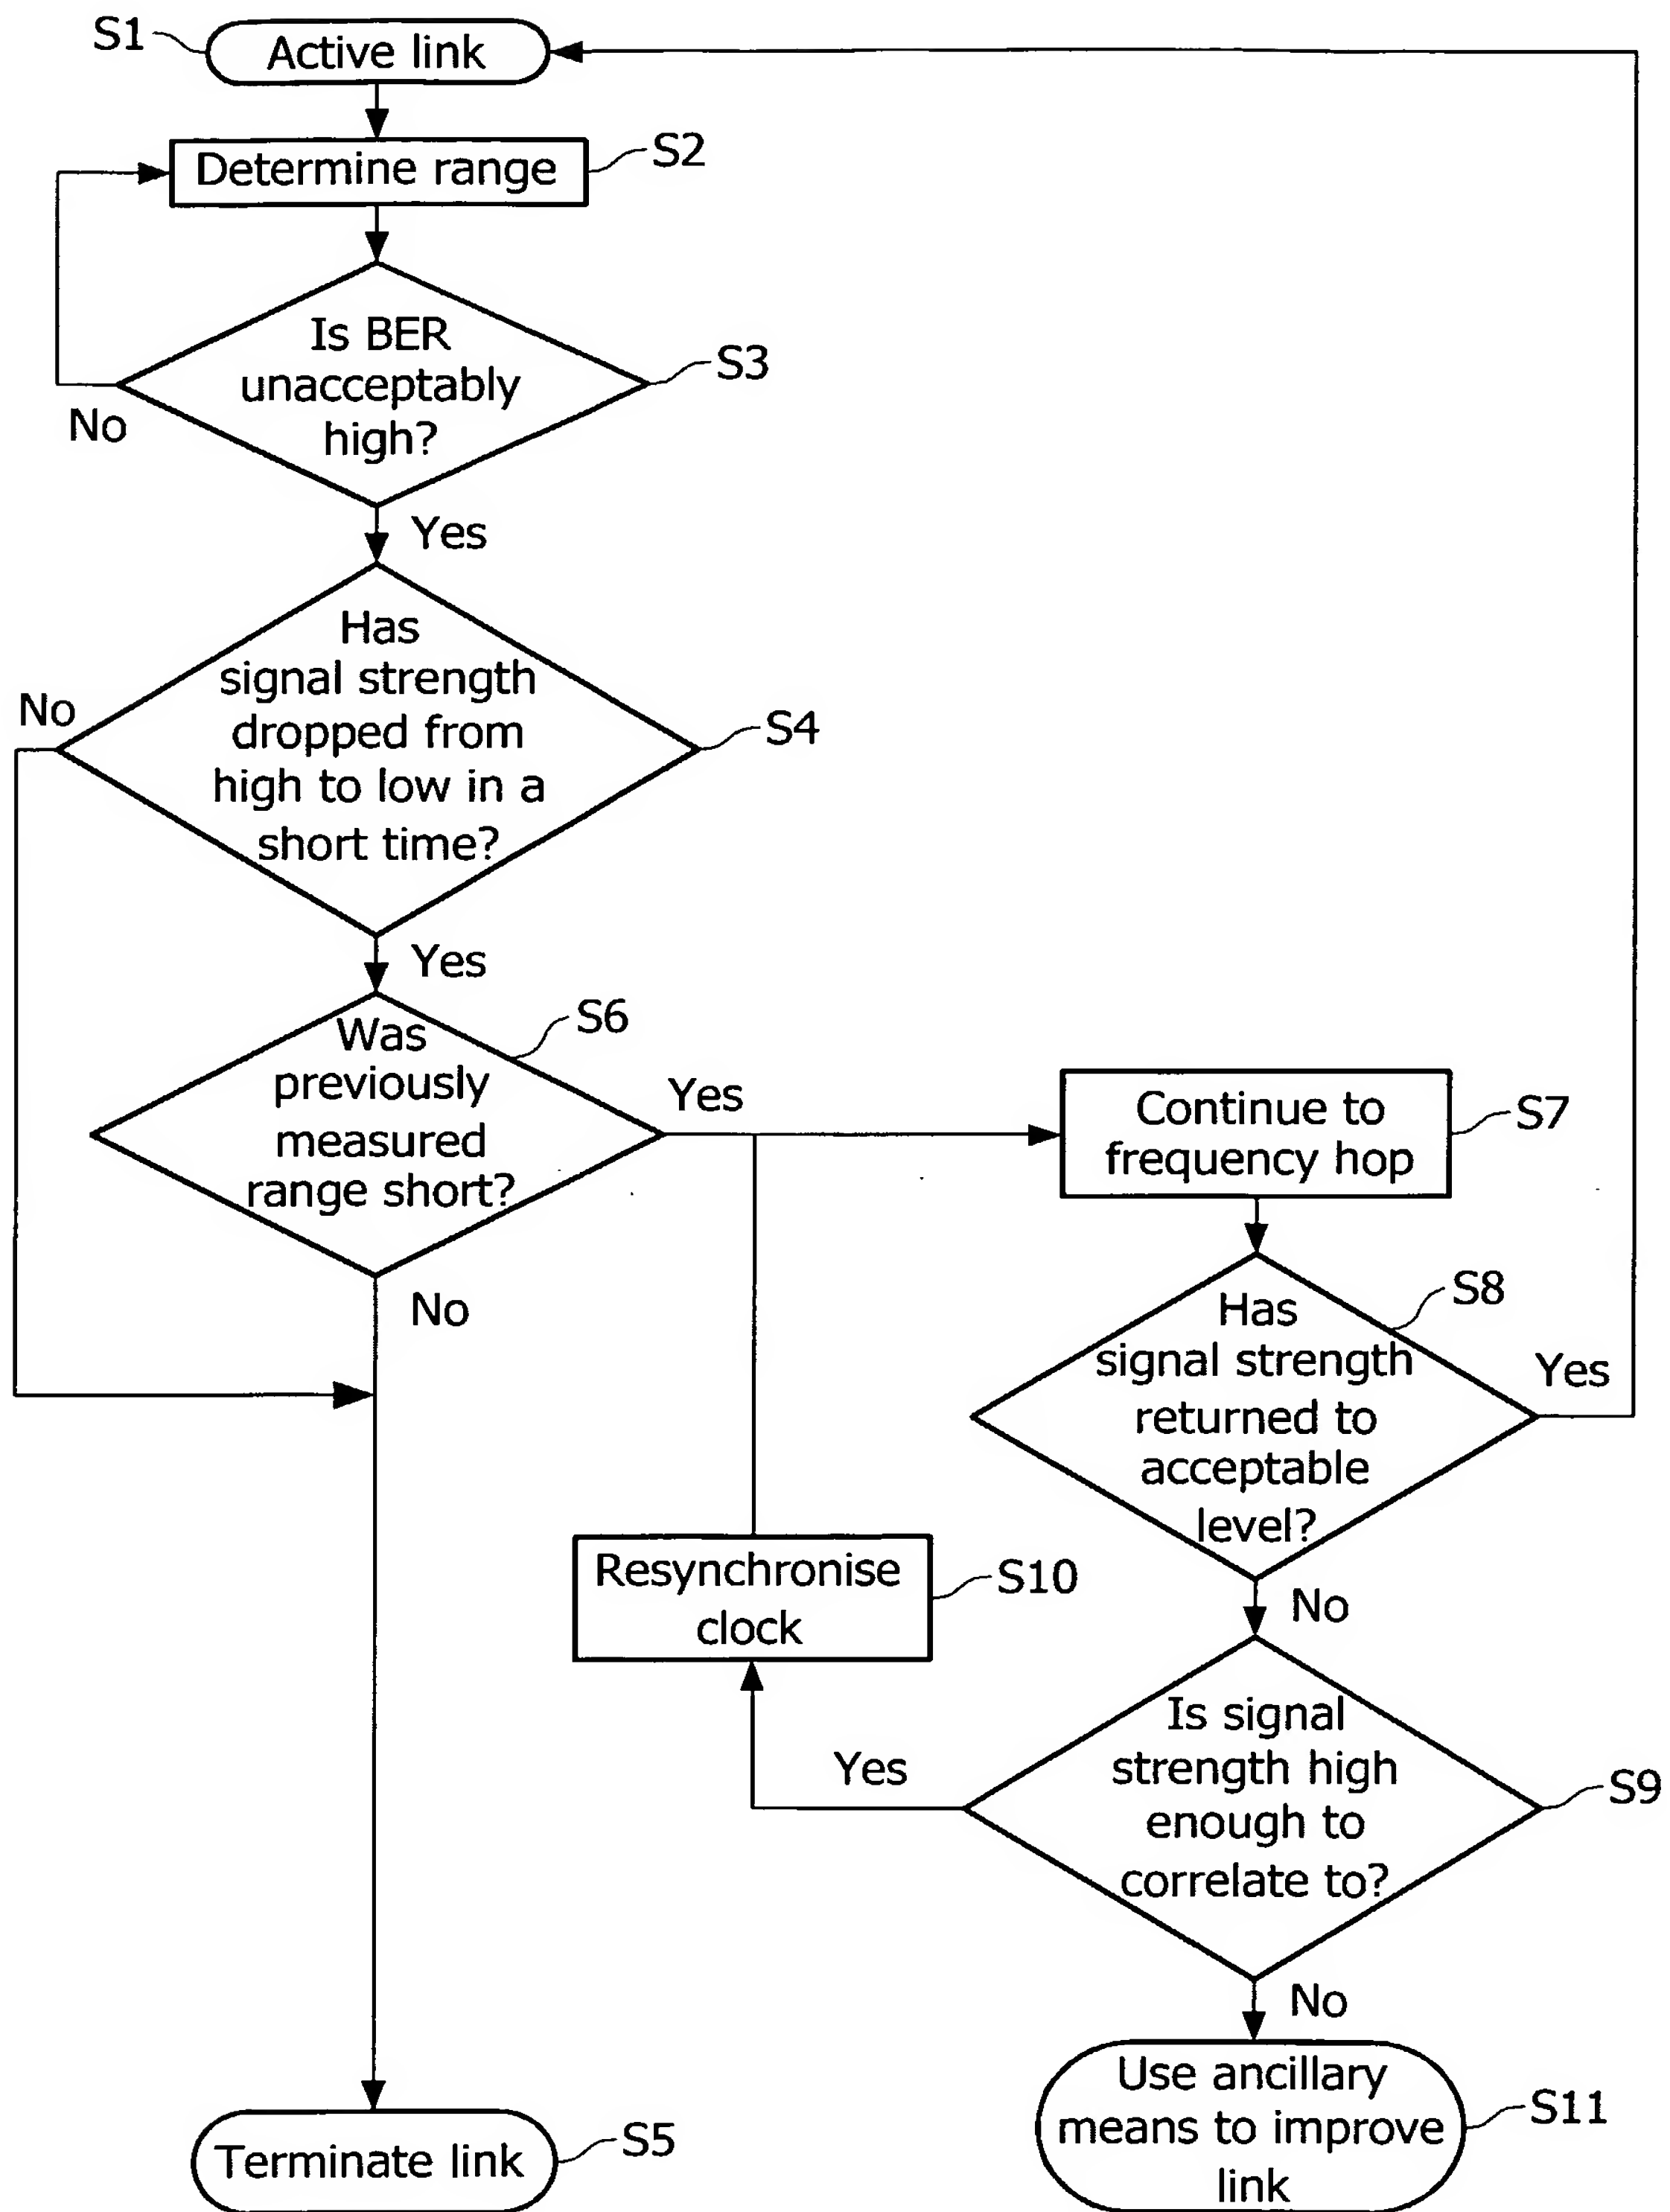 S1
Active link
Determine range
S2
Is BER
unacceptably
high?
S3
No
Yes
Has
signal strength
dropped from
high to low in a
short time?
S4
No
Yes
Was
previously
measured
range short?
S6
Yes
No
Continue to
frequency hop
S7
Has
signal strength
returned to
acceptable
level?
S8
Yes
No
Resynchronise
clock
S10
Is signal
strength high
enough to
correlate to?
S9
Yes
No
Use ancillary
means to improve
link
S11
Terminate link
S5